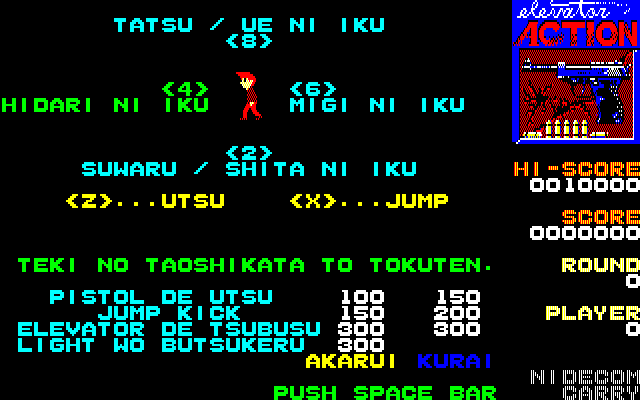 TATSU / UE NI IKU
<8>
<4> <6>
HIDARI NI IKU MIGI NI IKU
<2>
SUWARU / SHITA NI IKU
<Z>...UTSU <X>...JUMP
TEKI NO TAOSHIKATA TO TOKUTEN.
PISTOL DE UTSU 100 150
JUMP KICK 150 200
ELEVATOR DE TSUBUSU 300 300
LIGHT WO BUTSUKERU 300
AKARUI KURAI
PUSH SPACE BAR
elevator
ACTION
HI-SCORE
0010000
SCORE
0000000
ROUND
0
PLAYER
0
NIDECOM
CARRY